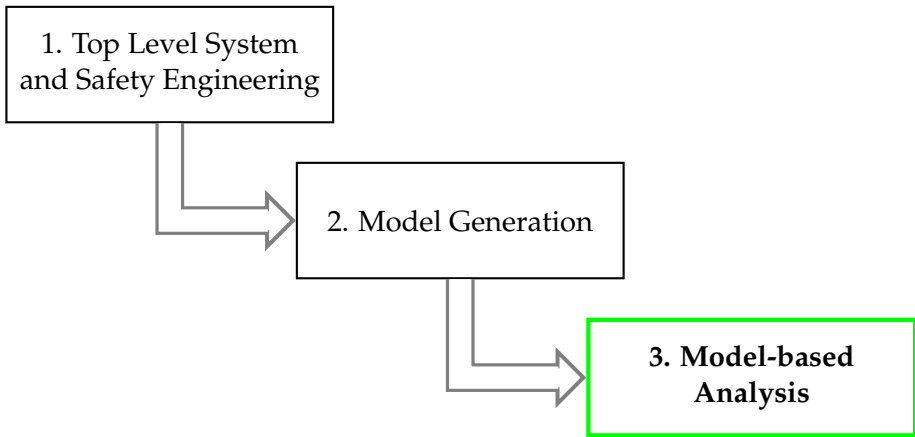 1. Top Level System
and Safety Engineering
2. Model Generation
3. Model-based
Analysis